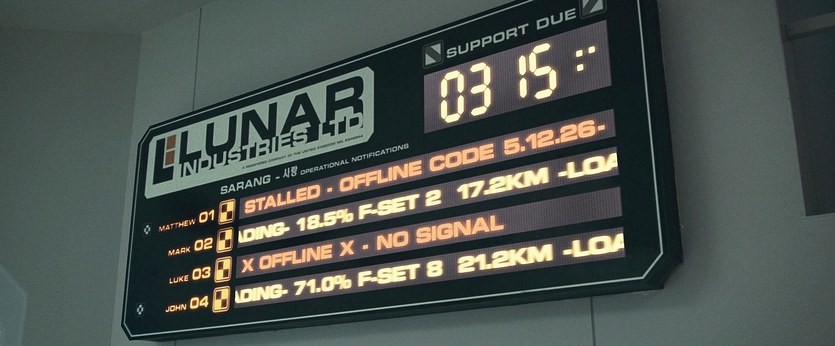 SUPPORT DUE
0315
LUNAR
INDUSTRIES LTD
SARANG - 사랑 OPERATIONAL NOTIFICATIONS
MATTHEW 01 STALLED - OFFLINE CODE 5.12.26-
MARK 02 ADING- 18.5% F-SET 2 17.2KM -LOA
LUKE 03 X OFFLINE X - NO SIGNAL
JOHN 04 ADING- 71.0% F-SET 8 21.2KM -LOA